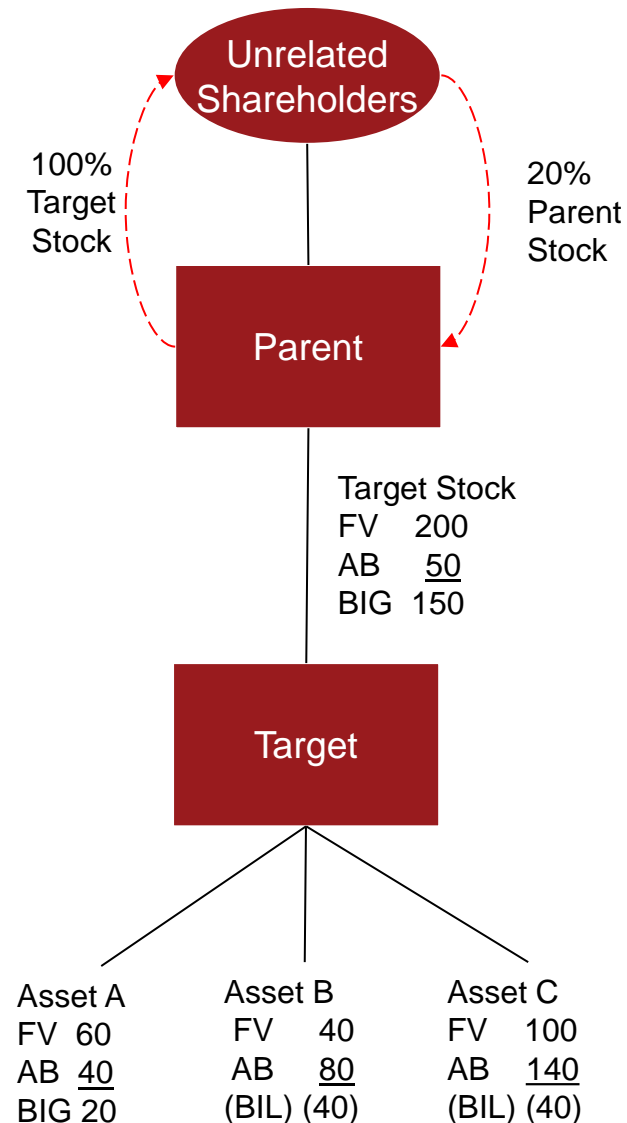 Unrelated
Shareholders
100%
Target
Stock
20%
Parent
Stock
Parent
Target Stock
FV 200
AB 50
BIG 150
Target
Asset A
FV 60
AB 40
BIG 20
Asset B
FV 40
AB 80
(BIL) (40)
Asset C
FV 100
AB 140
(BIL) (40)